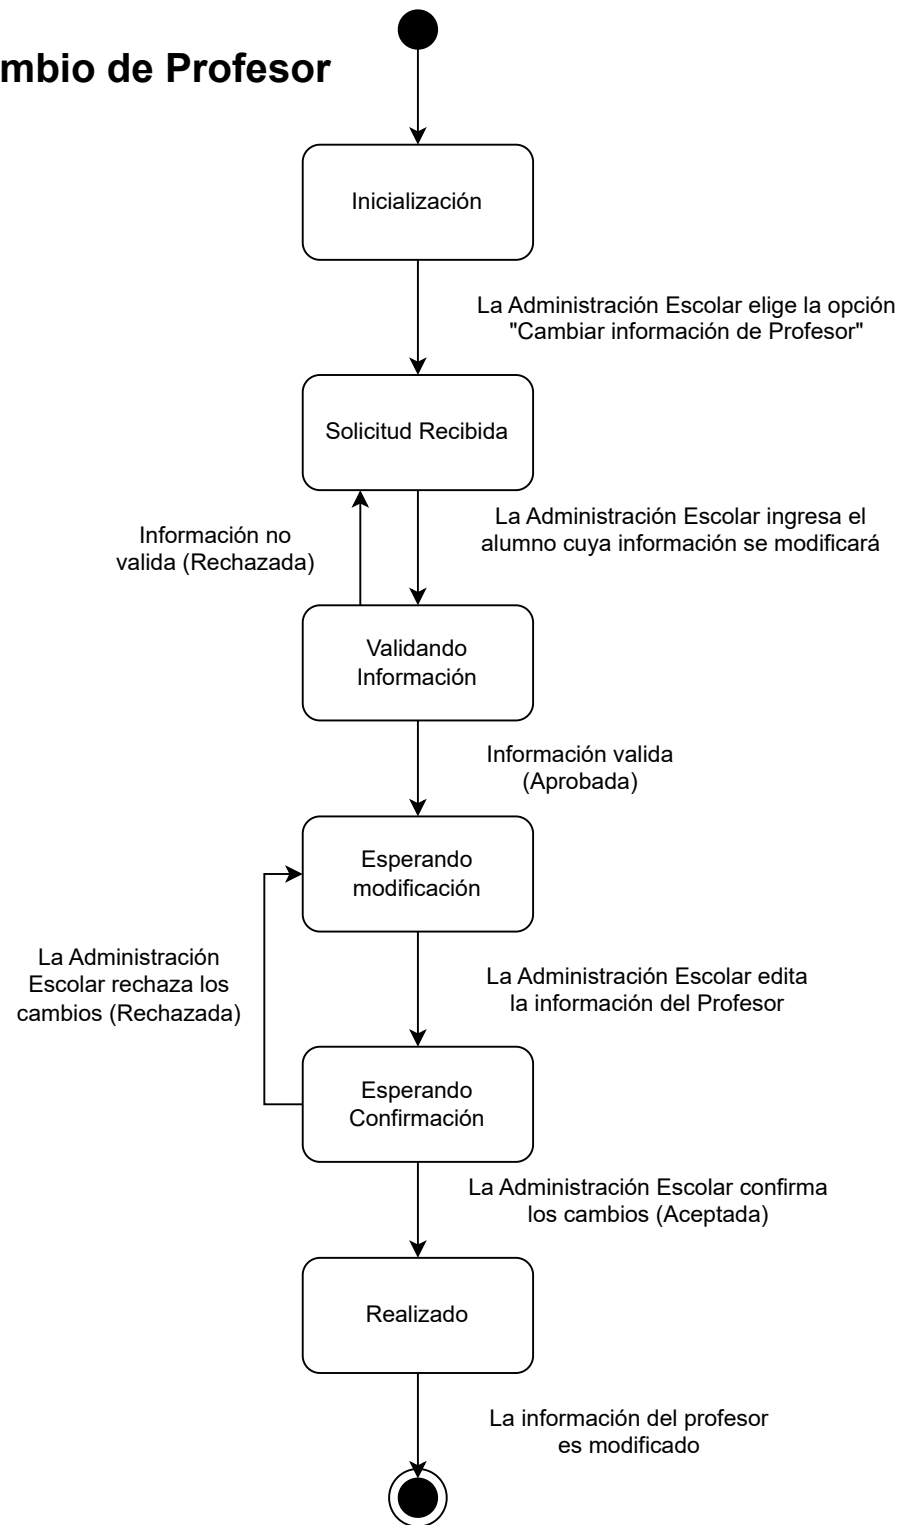 mbio de Profesor
Inicialización
La Administración Escolar elige la opción
"Cambiar información de Profesor"
Solicitud Recibida
La Administración Escolar ingresa el
alumno cuya información se modificará
Información no
valida (Rechazada)
Validando
Información
Información valida
(Aprobada)
Esperando
modificación
La Administración
Escolar rechaza los
cambios (Rechazada)
La Administración Escolar edita
la información del Profesor
Esperando
Confirmación
La Administración Escolar confirma
los cambios (Aceptada)
Realizado
La información del profesor
es modificado